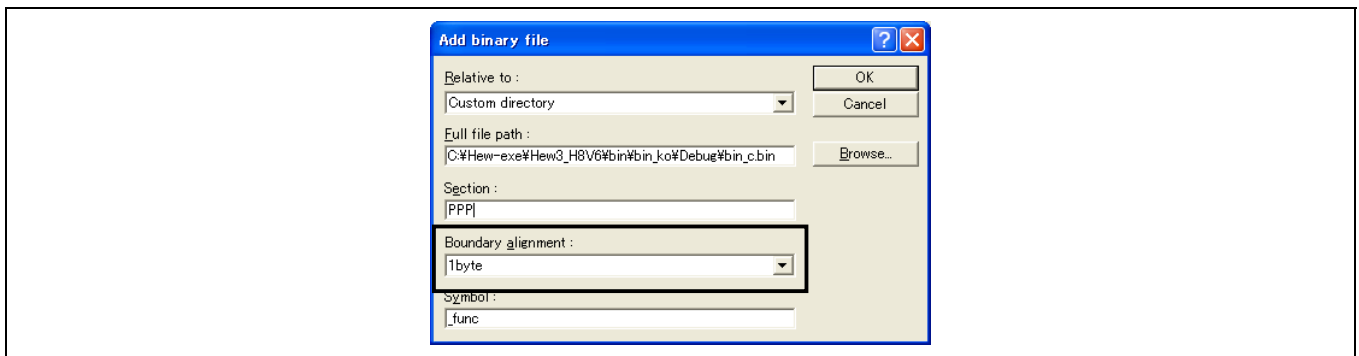 Add binary file
Relative to :
OK
Custom directory
Cancel
Full file path :
C:¥Hew-exe¥Hew3_H8V6¥bin¥bin_ko¥Debug¥bin_c.bin
Browse...
Section :
PPP
Boundary alignment :
1byte
Symbol :
_func